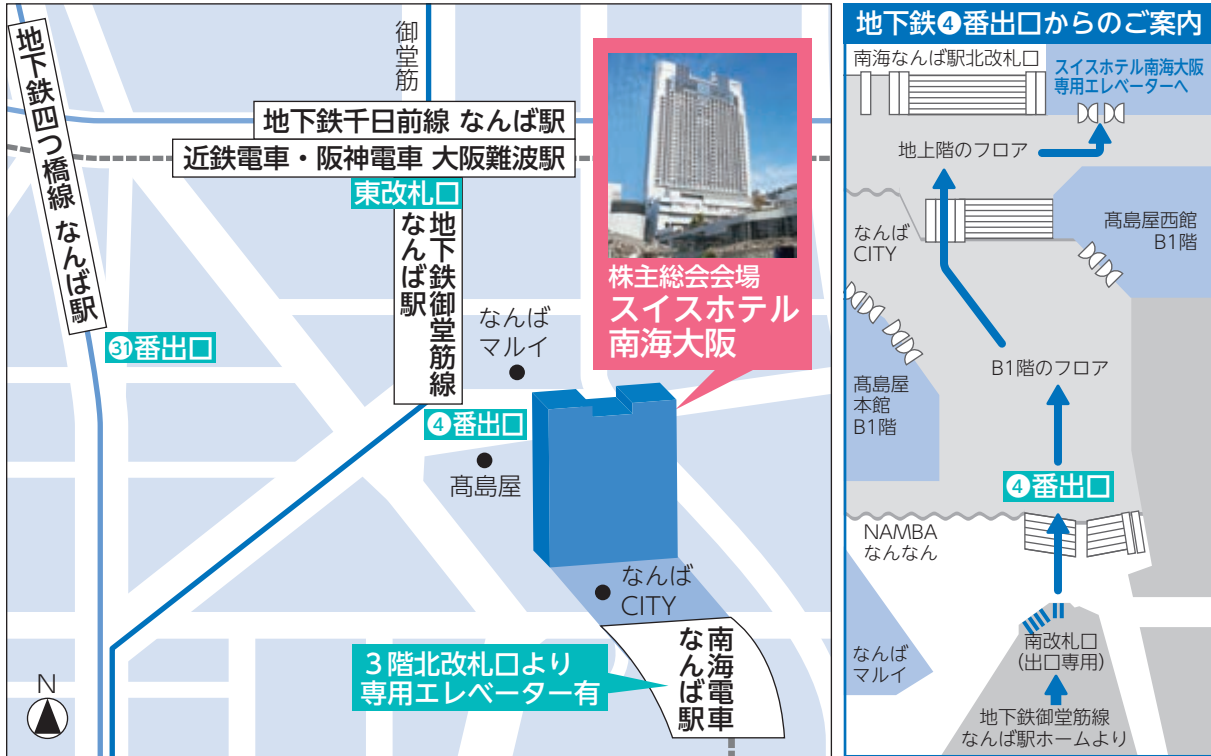 地下鉄四つ橋線 なんば駅
御堂筋
地下鉄千日前線 なんば駅
近鉄電車・阪神電車 大阪難波駅
東改札口
地下鉄御堂筋線
なんば駅
㉛番出口
なんば
マルイ
株主総会会場
スイスホテル
南海大阪
❹番出口
髙島屋
なんば
CITY
南海電車
なんば駅
3階北改札口より
専用エレベーター有
N
地下鉄❹番出口からのご案内
南海なんば駅北改札口
スイスホテル南海大阪
専用エレベーターへ
地上階のフロア
なんば
CITY
髙島屋西館
B1階
B1階のフロア
髙島屋
本館
B1階
❹番出口
NAMBA
なんなん
南改札口
(出口専用)
なんば
マルイ
地下鉄御堂筋線
なんば駅ホームより